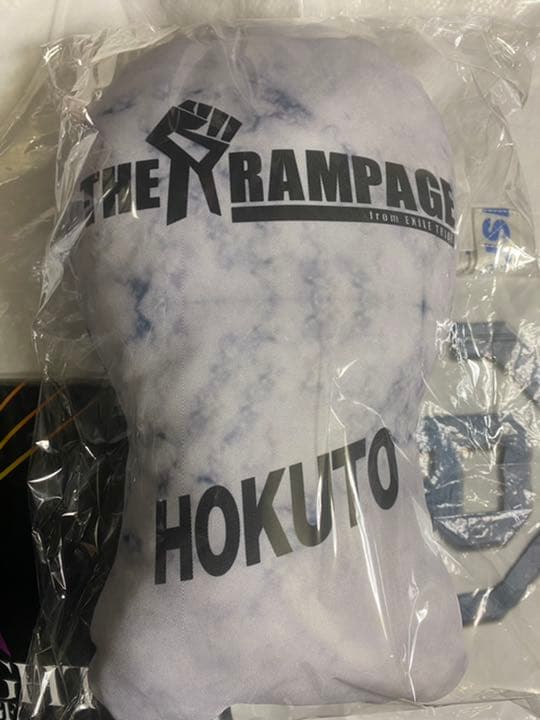 THE RAMPAGE
from EXILE TRIBE
HOKUTO